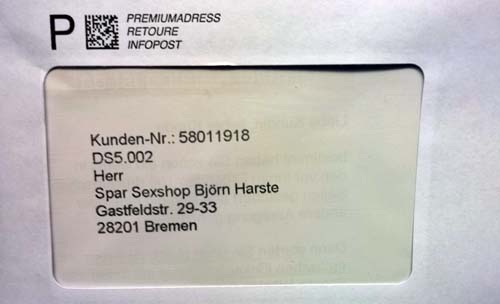 P
PREMIUMADRESS
RETOURE
INFOPOST
Kunden-Nr.: 58011918
DS5.002
Herr
Spar Sexshop Björn Harste
Gastfeldstr. 29-33
28201 Bremen